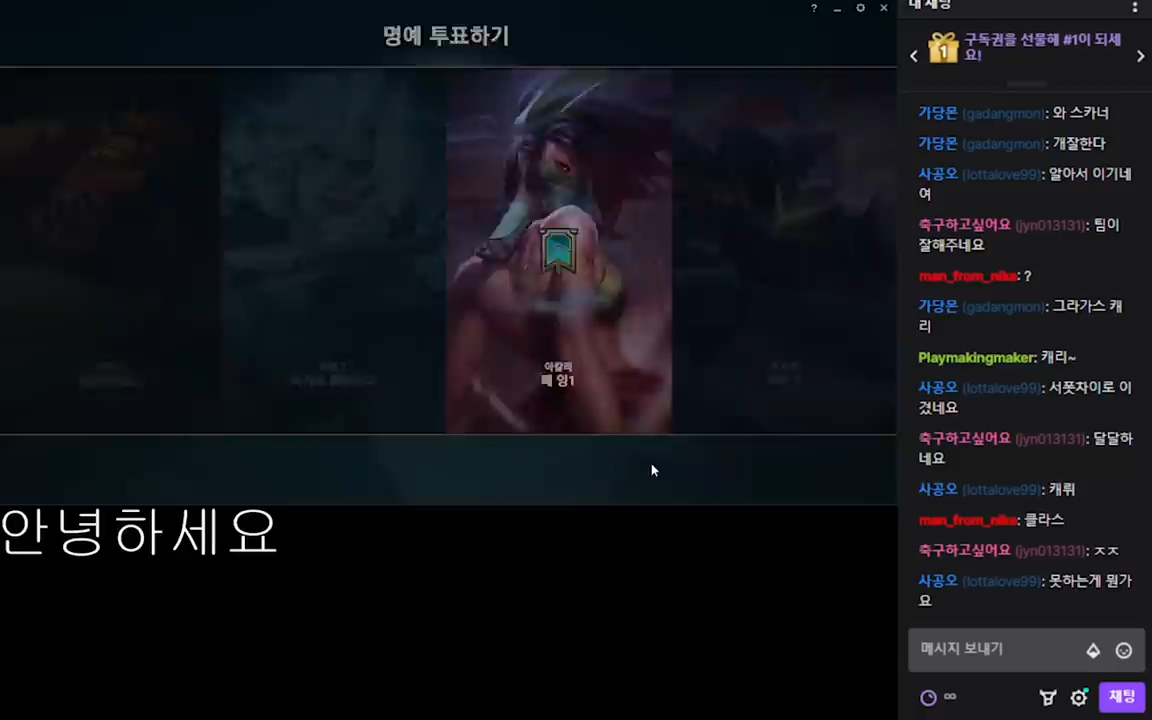 명예 투표하기
아칼리
폐 잉1
안녕하세요
내 채팅
구독권을 선물해 #1이 되세
요!
가당몬 (gadangmon): 와 스카너
가당몬 (gadangmon): 개잘한다
사공오 (lottalove99): 알아서 이기네
여
축구하고싶어요 (jyn013131): 팀이
잘해주네요
man_from_nike: ?
가당몬 (gadangmon): 그라가스 캐
리
Playmakingmaker: 캐리~
사공오 (lottalove99): 서폿차이로 이
겼네요
축구하고싶어요 (jyn013131): 달달하
네요
사공오 (lottalove99): 캐뤼
man_from_nike: 클라스
축구하고싶어요 (jyn013131): ㅈㅈ
사공오 (lottalove99): 못하는게 뭔가
요
메시지 보내기
채팅